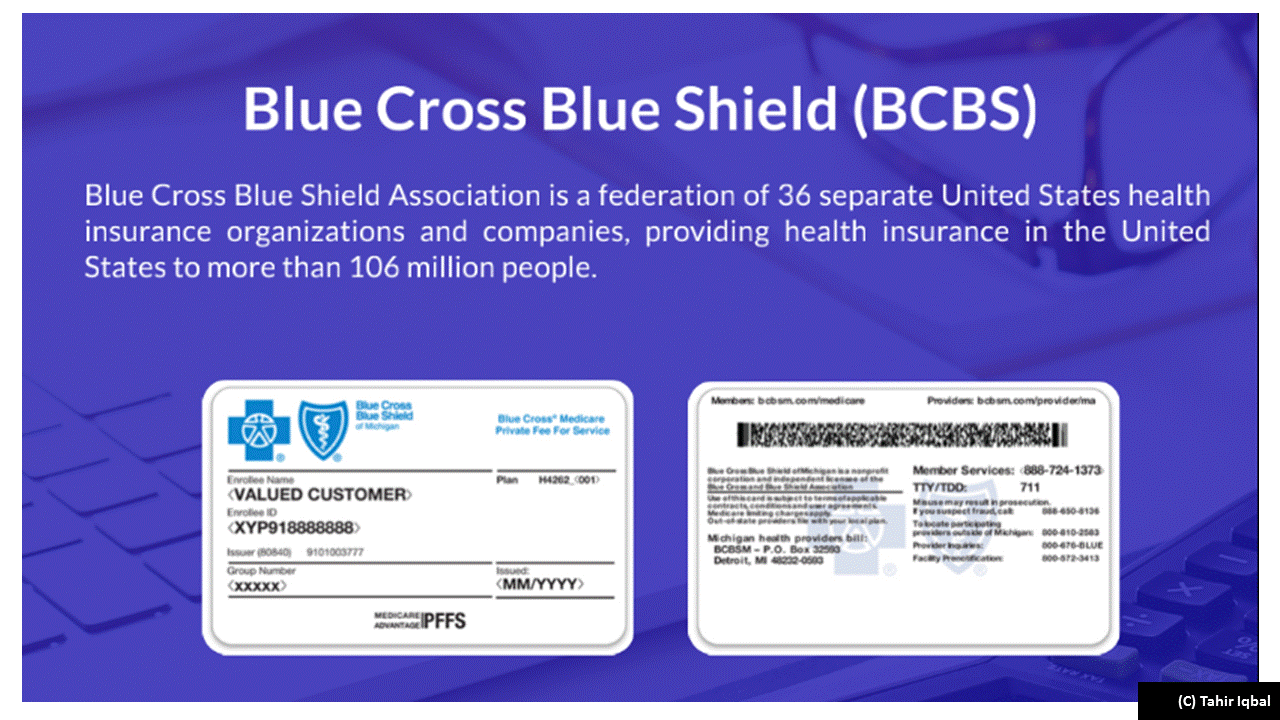 Blue Cross Blue Shield (BCBS)
Blue Cross Blue Shield Association is a federation of 36 separate United States health
insurance organizations and companies, providing health insurance in the United
States to more than 106 million people.
Blue Cross
Blue Shield
of Michigan
Blue Cross® Medicare
Private Fee For Service
Enrollee Name
<VALUED CUSTOMER>
Plan H4262_<001>
Enrollee ID
<XYP918888888>
Issuer (80840) 9101003777
Group Number
<XXXXX>
Issued:
<MM/YYYY>
MEDICARE
ADVANTAGE
PFFS
Members: bcbsm.com/medicare
Providers: bcbsm.com/provider/ma
Blue Cross Blue Shield of Michigan is a nonprofit
corporation and independent licensee of the
Blue Cross and Blue Shield Association
Use of this card is subject to terms of applicable
contracts, conditions and user agreements.
Medicare limiting charges apply.
Out-of-state providers file with your local plan.
Michigan health providers bill:
BCBSM – P.O. Box 32593
Detroit, MI 48232-0593
Member Services: <888-724-1373>
TTY/TDD: 711
Misuse may result in prosecution.
If you suspect fraud, call: 888-650-8136
To locate participating
providers outside of Michigan: 800-810-2583
Provider Inquiries: 800-676-BLUE
Facility Prenotification: 800-572-3413
(C) Tahir Iqbal